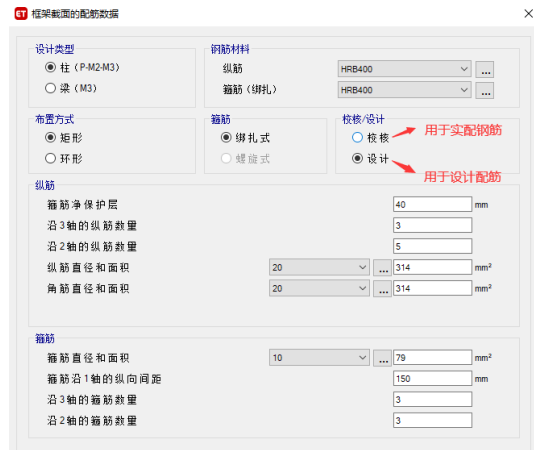 ET 框架截面的配筋数据
设计类型
柱（P-M2-M3）
梁（M3）
钢筋材料
纵筋 HRB400 ...
箍筋（绑扎） HRB400 ...
布置方式
矩形
环形
箍筋
绑扎式
螺旋式
校核/设计
校核
设计
用于实配钢筋
用于设计配筋
纵筋
箍筋净保护层 40 mm
沿3轴的纵筋数量 3
沿2轴的纵筋数量 5
纵筋直径和面积 20 ... 314 mm²
角筋直径和面积 20 ... 314 mm²
箍筋
箍筋直径和面积 10 ... 79 mm²
箍筋沿1轴的纵向间距 150 mm
沿3轴的箍筋数量 3
沿2轴的箍筋数量 3